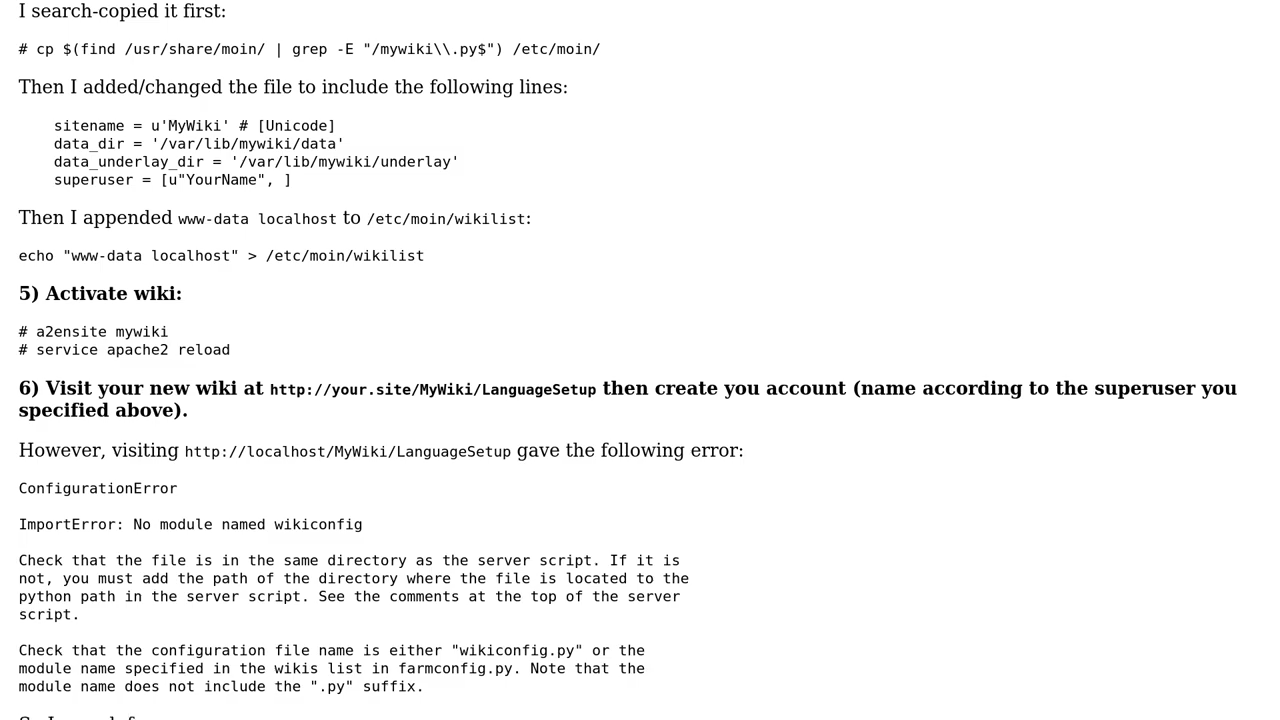 I search-copied it first:
# cp $(find /usr/share/moin/ | grep -E "/mywiki\\.py$") /etc/moin/
Then I added/changed the file to include the following lines:
sitename = u'MyWiki' # [Unicode]
data_dir = '/var/lib/mywiki/data'
data_underlay_dir = '/var/lib/mywiki/underlay'
superuser = [u"YourName", ]
Then I appended www-data localhost to /etc/moin/wikilist:
echo "www-data localhost" > /etc/moin/wikilist
5) Activate wiki:
# a2ensite mywiki
# service apache2 reload
6) Visit your new wiki at http://your.site/MyWiki/LanguageSetup then create you account (name according to the superuser you
specified above).
However, visiting http://localhost/MyWiki/LanguageSetup gave the following error:
ConfigurationError
ImportError: No module named wikiconfig
Check that the file is in the same directory as the server script. If it is
not, you must add the path of the directory where the file is located to the
python path in the server script. See the comments at the top of the server
script.
Check that the configuration file name is either "wikiconfig.py" or the
module name specified in the wikis list in farmconfig.py. Note that the
module name does not include the ".py" suffix.